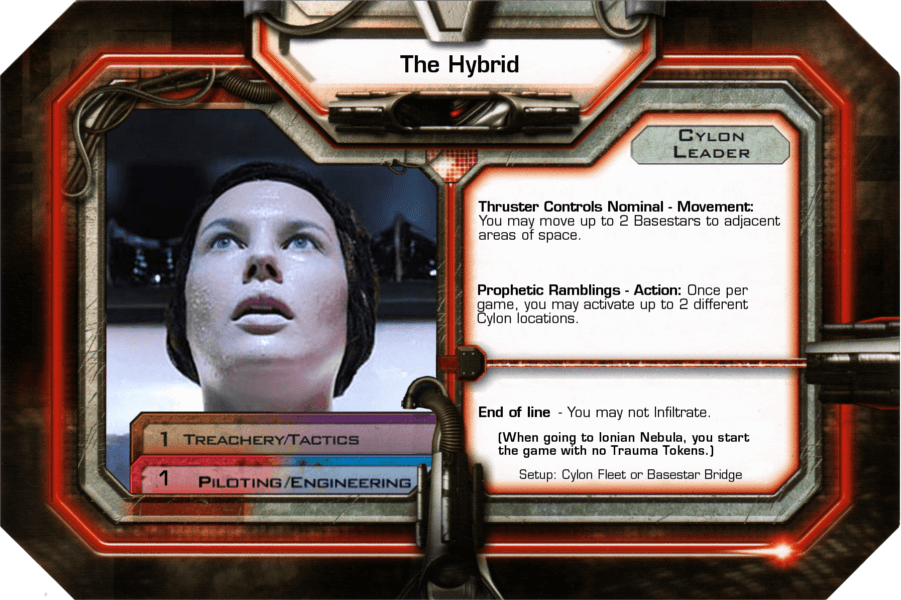 The Hybrid
CYLON
LEADER
Thruster Controls Nominal - Movement:
You may move up to 2 Basestars to adjacent
areas of space.
Prophetic Ramblings - Action: Once per
game, you may activate up to 2 different
Cylon locations.
End of line - You may not Infiltrate.
(When going to Ionian Nebula, you start
the game with no Trauma Tokens.)
Setup: Cylon Fleet or Basestar Bridge
1 TREACHERY/TACTICS
1 PILOTING/ENGINEERING